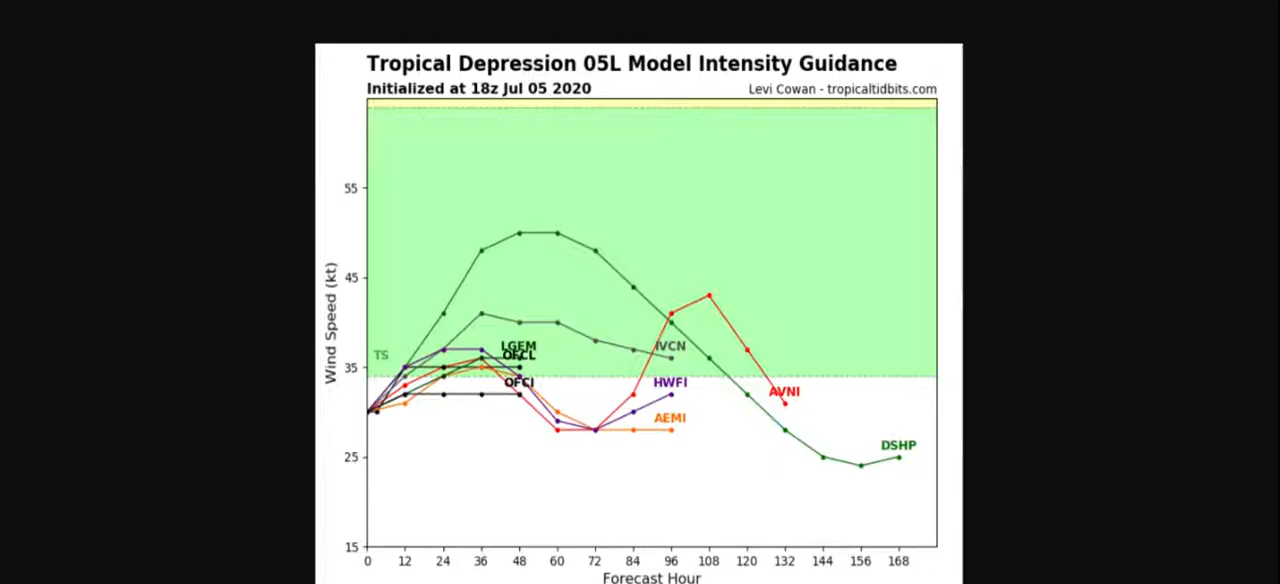 Tropical Depression 05L Model Intensity Guidance
Initialized at 18z Jul 05 2020
Levi Cowan - tropicaltidbits.com
55
45
35
25
15
Wind Speed (kt)
TS
LGEM
OFCL
OFCI
IVCN
HWFI
AEMI
AVNI
DSHP
0 12 24 36 48 60 72 84 96 108 120 132 144 156 168
Forecast Hour